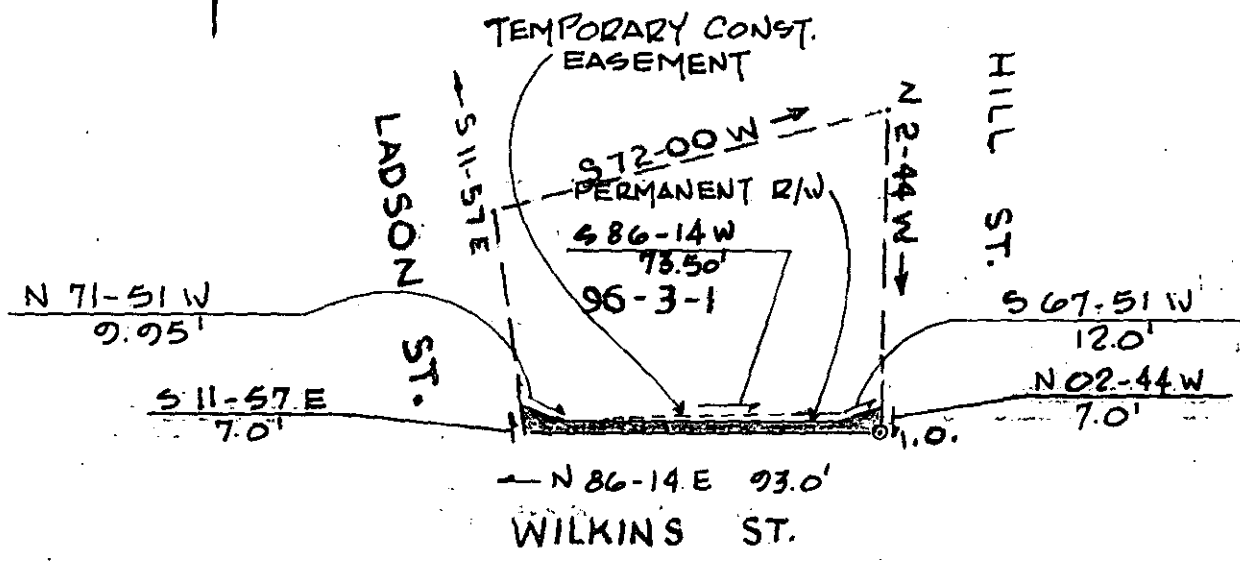 TEMPORARY CONST.
EASEMENT
HILL ST.
N 2-44 W
S 11-57 E
LADSON ST.
S 72-00 W
PERMANENT R/W
S 86-14 W
73.50'
96-3-1
N 71-51 W
9.95'
S 67-51 W
12.0'
S 11-57 E
7.0'
N 02-44 W
7.0'
I.O.
N 86-14 E 93.0'
WILKINS ST.